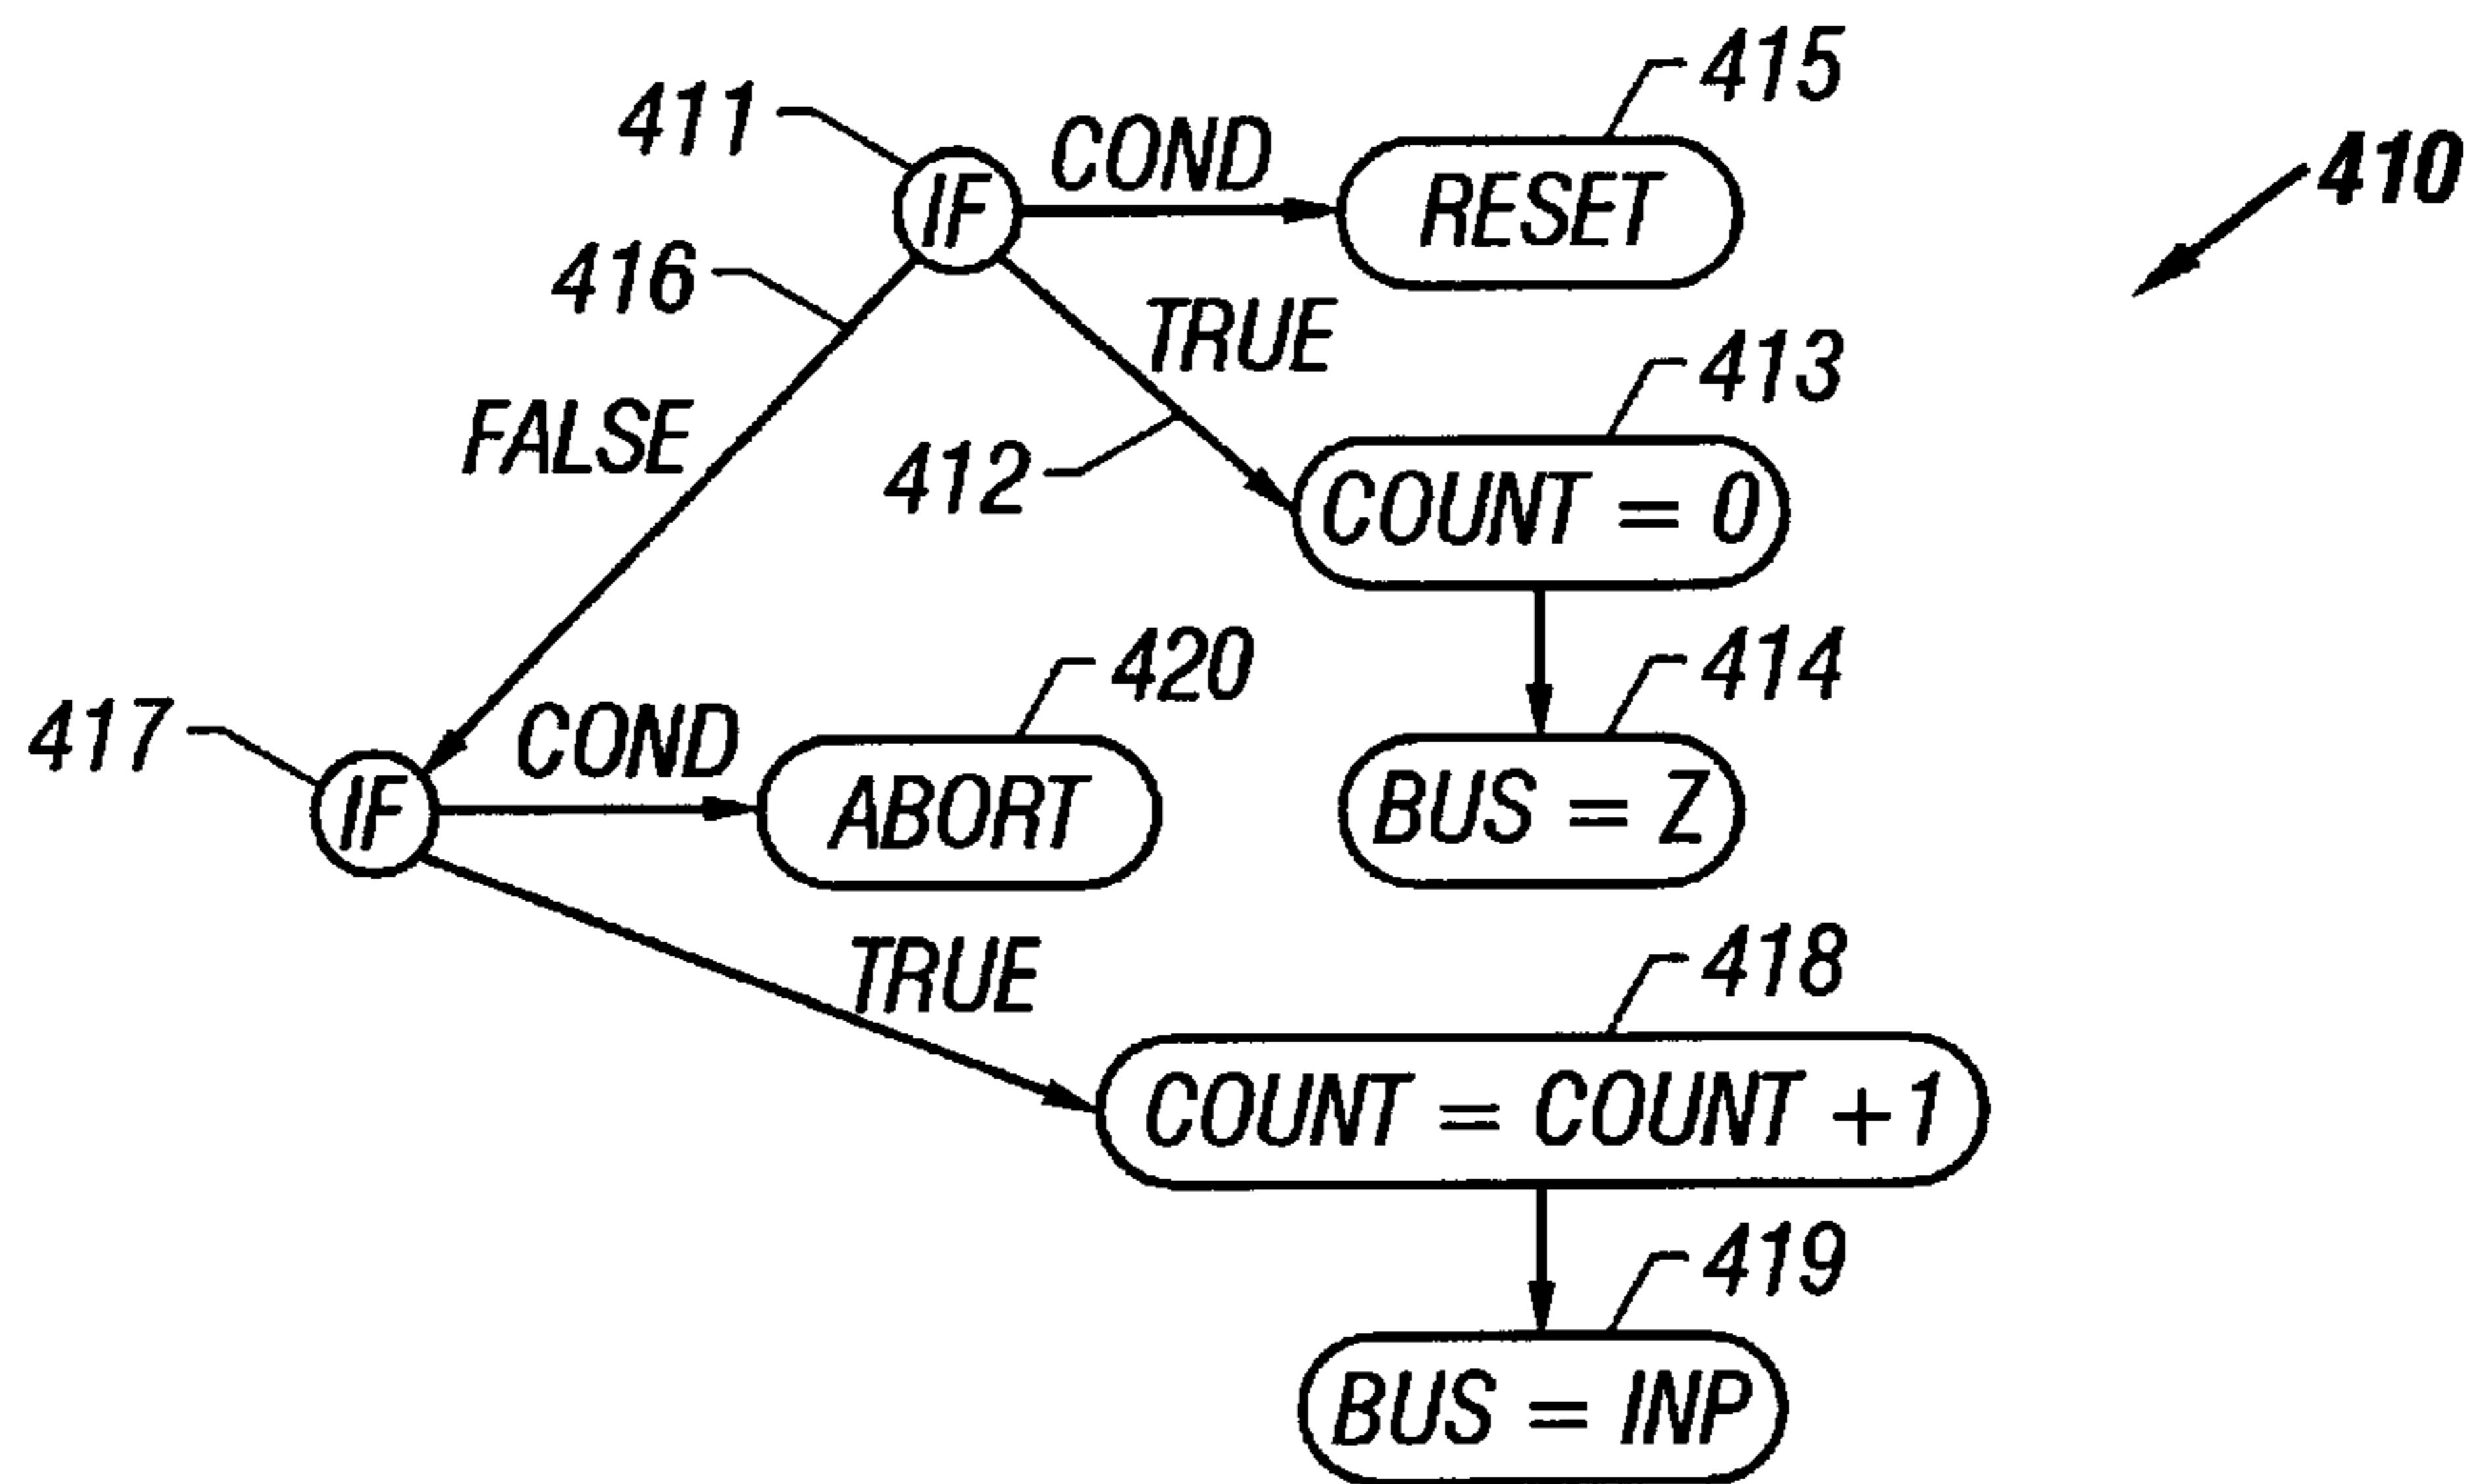 415
411
COND
IF
RESET
410
416
TRUE
413
FALSE
412
COUNT = 0
420
414
417
COND
IF
ABORT
BUS = Z
TRUE
418
COUNT = COUNT + 1
419
BUS = INP